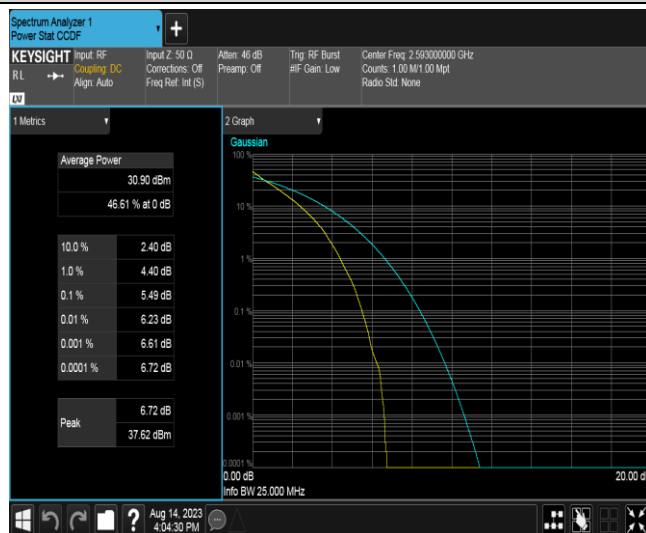 Spectrum Analyzer 1
Power Stat CCDF
+
KEYSIGHT Input: RF Input Z: 50 Ω Atten: 46 dB Trig: RF Burst Center Freq: 2.593000000 GHz
RL Coupling: DC Corrections: Off Preamp: Off #IF Gain: Low Counts: 1.00 M/1.00 Mpt
Align: Auto Freq Ref: Int (S) Radio Std: None
LXI
1 Metrics
2 Graph
Average Power
30.90 dBm
46.61 % at 0 dB
10.0 % 2.40 dB
1.0 % 4.40 dB
0.1 % 5.49 dB
0.01 % 6.23 dB
0.001 % 6.61 dB
0.0001 % 6.72 dB
Peak 6.72 dB
37.62 dBm
Gaussian
100 %
10 %
1 %
0.1 %
0.01 %
0.001 %
0.0001 %
0.00 dB 20.00 d
Info BW 25.000 MHz
? Aug 14, 2023
4:04:30 PM